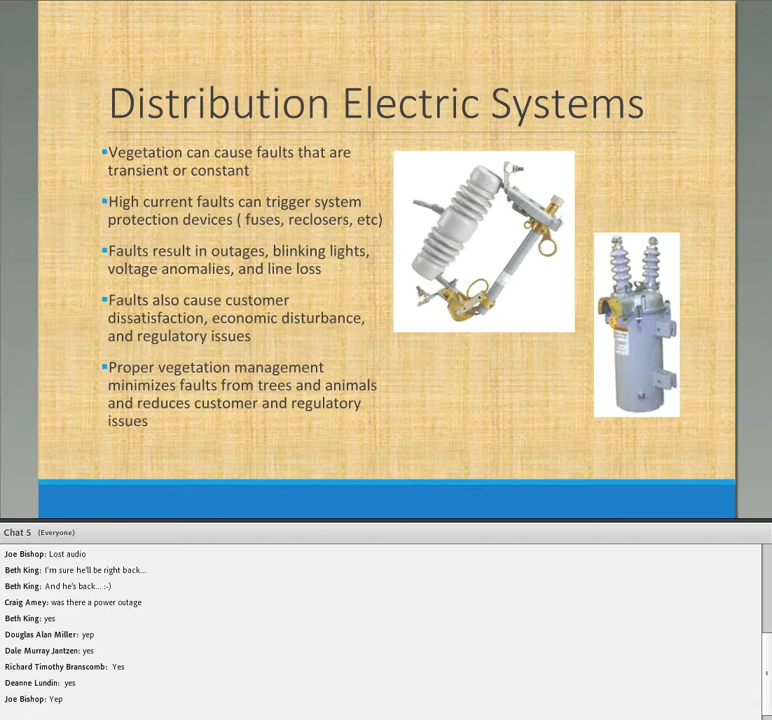 Distribution Electric Systems
▪Vegetation can cause faults that are
transient or constant
▪High current faults can trigger system
protection devices ( fuses, reclosers, etc)
▪Faults result in outages, blinking lights,
voltage anomalies, and line loss
▪Faults also cause customer
dissatisfaction, economic disturbance,
and regulatory issues
▪Proper vegetation management
minimizes faults from trees and animals
and reduces customer and regulatory
issues
Chat 5 (Everyone)
Joe Bishop: Lost audio
Beth King: I'm sure he'll be right back...
Beth King: And he's back... :-)
Craig Amey: was there a power outage
Beth King: yes
Douglas Alan Miller: yep
Dale Murray Jantzen: yes
Richard Timothy Branscomb: Yes
Deanne Lundin: yes
Joe Bishop: Yep